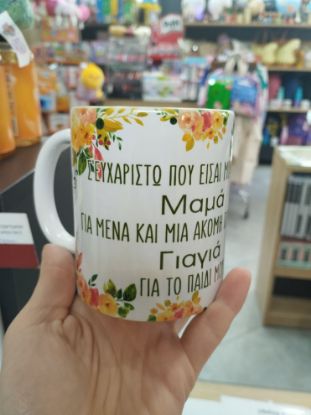 Σ'ΕΥΧΑΡΙΣΤΩ ΠΟΥ ΕΙΣΑΙ
Μαμά
ΓΙΑ ΜΕΝΑ ΚΑΙ ΜΙΑ ΑΚΟΜΗ
Γιαγιά
ΓΙΑ ΤΟ ΠΑΙΔΙ